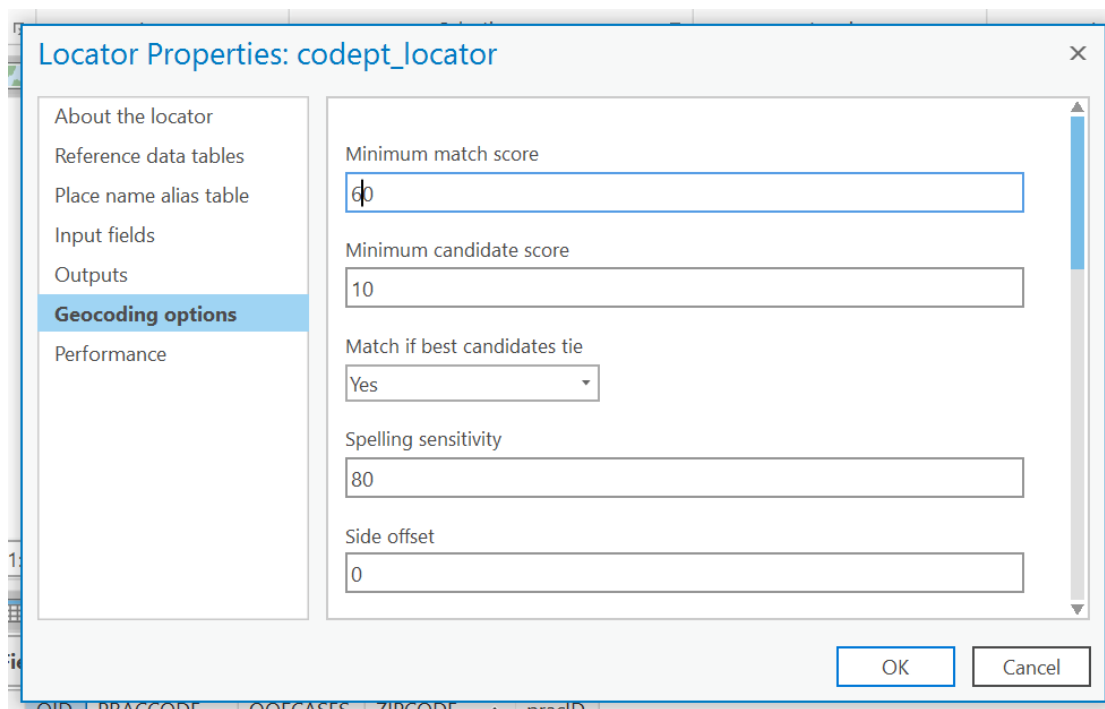 Locator Properties: codept_locator
About the locator
Reference data tables
Place name alias table
Input fields
Outputs
Geocoding options
Performance
Minimum match score
60
Minimum candidate score
10
Match if best candidates tie
Yes
Spelling sensitivity
80
Side offset
0
OK
Cancel
OID PRACCODE QOFCASES ZIPCODE pracID